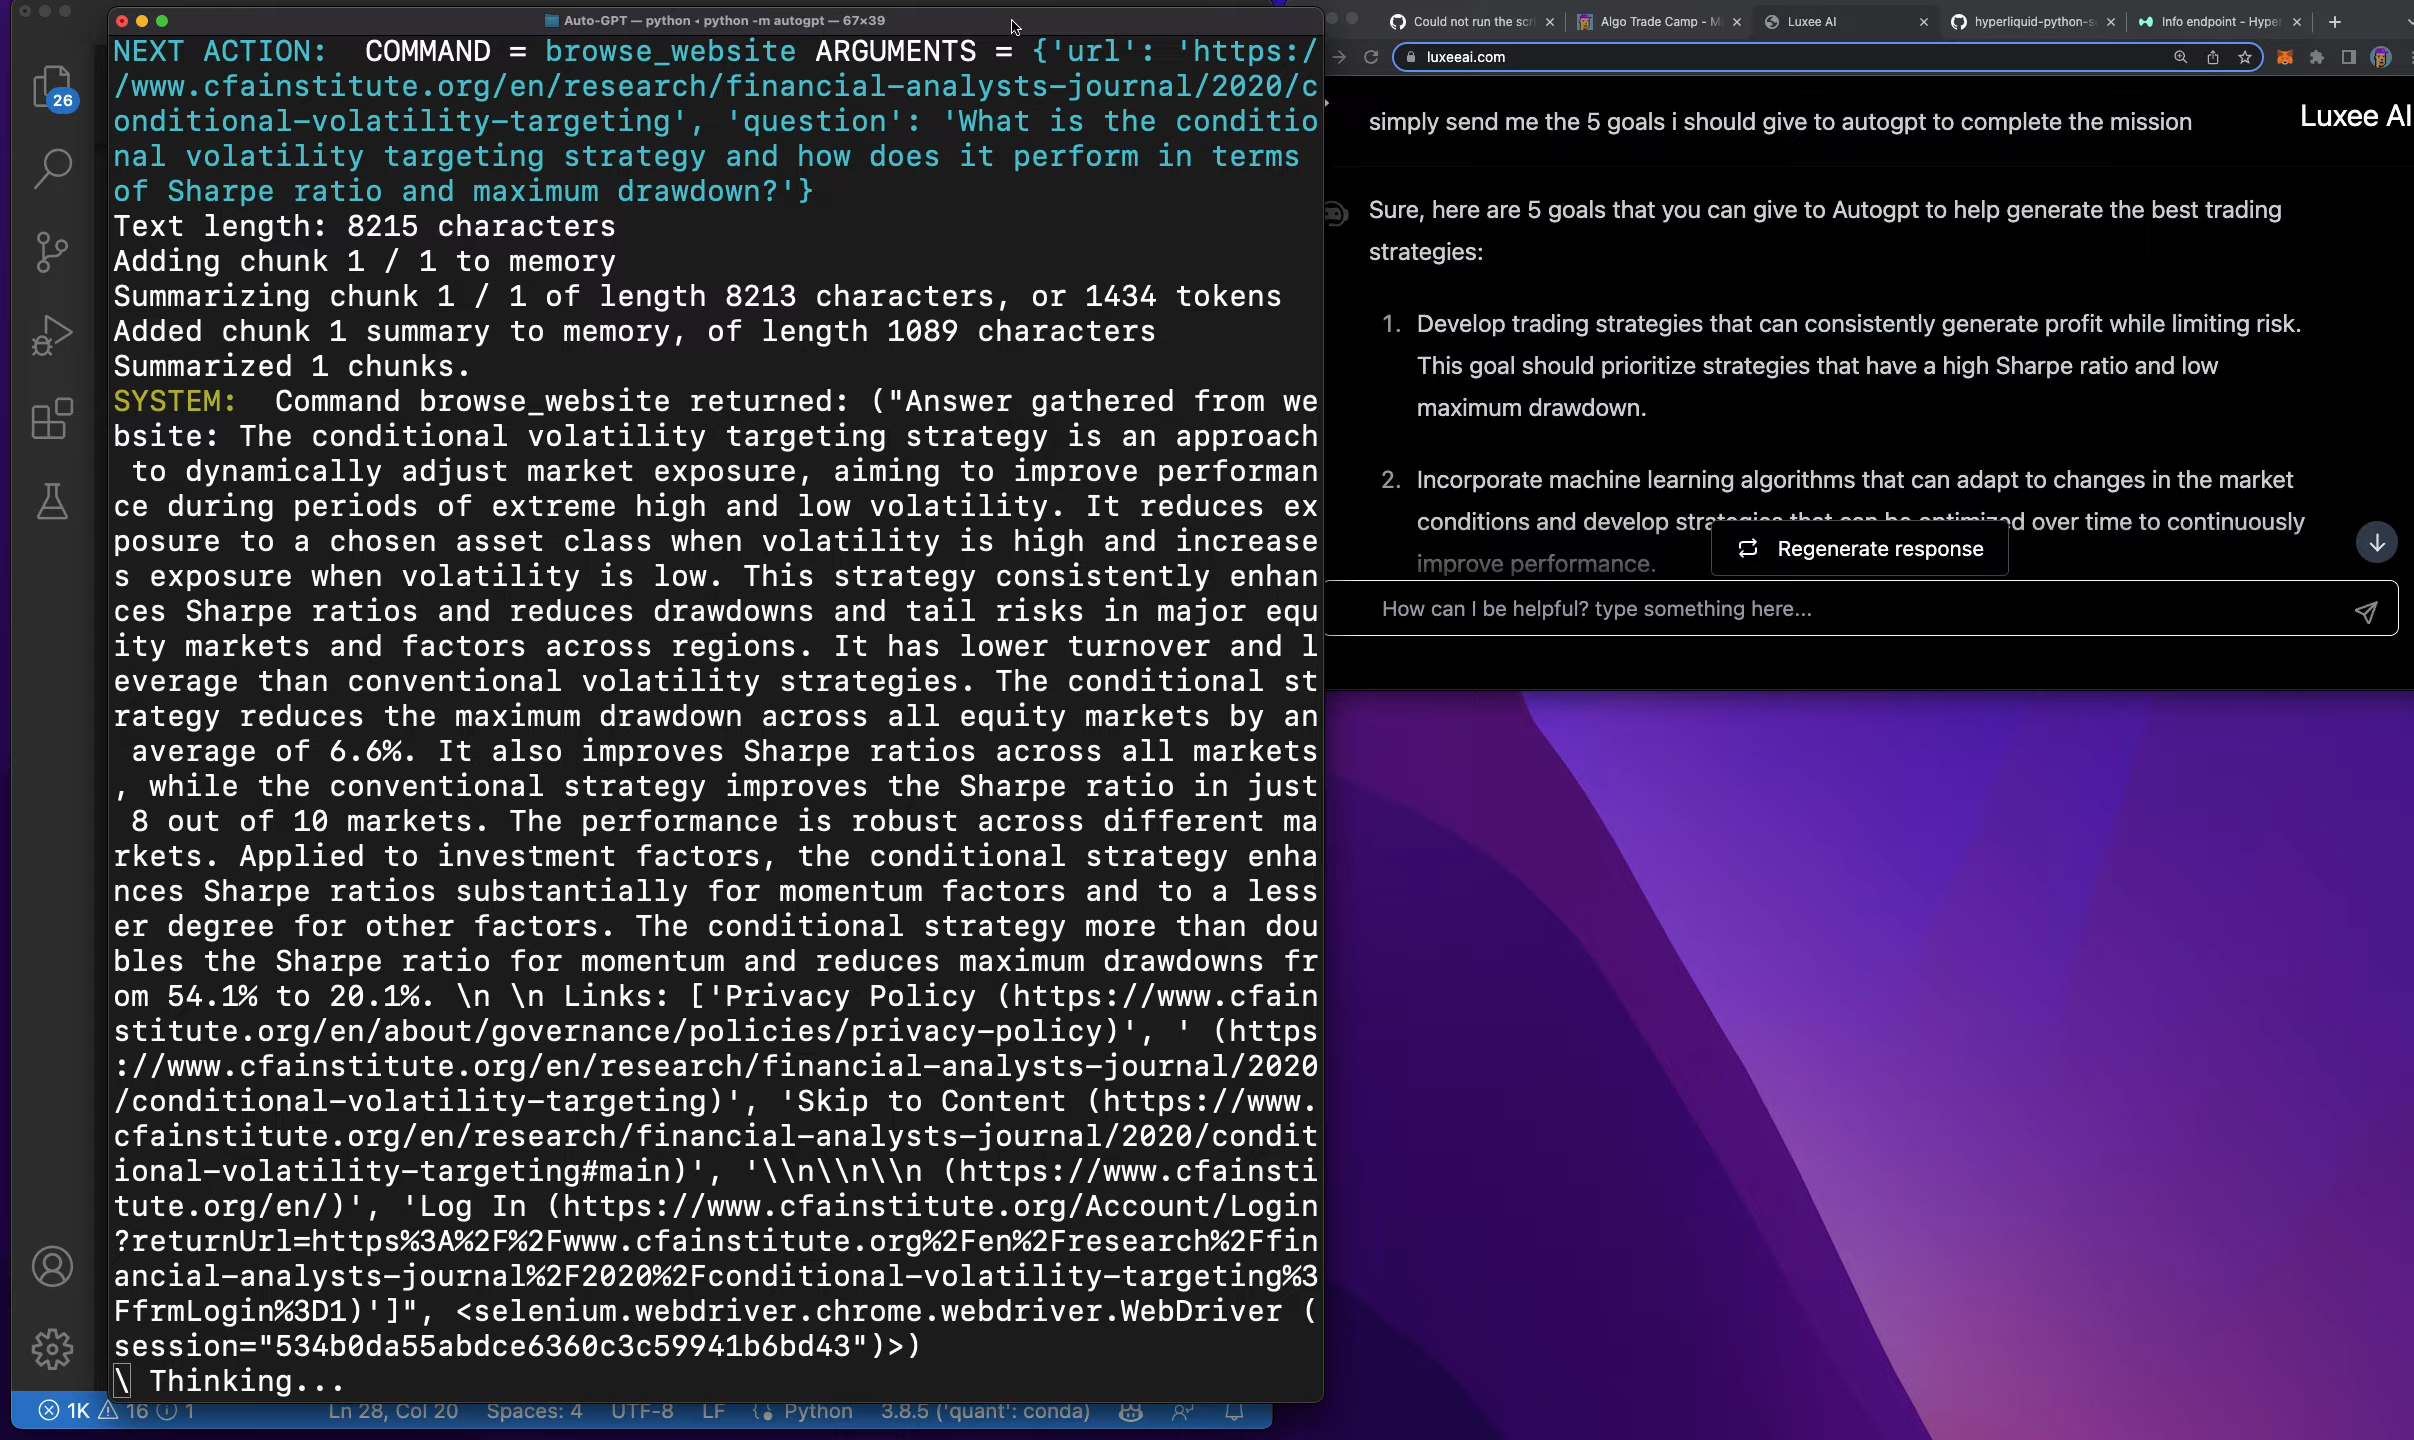 Auto-GPT — python ◂ python -m autogpt — 67×39
NEXT ACTION:  COMMAND = browse_website ARGUMENTS = {'url': 'https:/
/www.cfainstitute.org/en/research/financial-analysts-journal/2020/c
onditional-volatility-targeting', 'question': 'What is the conditio
nal volatility targeting strategy and how does it perform in terms
of Sharpe ratio and maximum drawdown?'}
Text length: 8215 characters
Adding chunk 1 / 1 to memory
Summarizing chunk 1 / 1 of length 8213 characters, or 1434 tokens
Added chunk 1 summary to memory, of length 1089 characters
Summarized 1 chunks.
SYSTEM:  Command browse_website returned: ("Answer gathered from we
bsite: The conditional volatility targeting strategy is an approach
 to dynamically adjust market exposure, aiming to improve performan
ce during periods of extreme high and low volatility. It reduces ex
posure to a chosen asset class when volatility is high and increase
s exposure when volatility is low. This strategy consistently enhan
ces Sharpe ratios and reduces drawdowns and tail risks in major equ
ity markets and factors across regions. It has lower turnover and l
everage than conventional volatility strategies. The conditional st
rategy reduces the maximum drawdown across all equity markets by an
 average of 6.6%. It also improves Sharpe ratios across all markets
, while the conventional strategy improves the Sharpe ratio in just
 8 out of 10 markets. The performance is robust across different ma
rkets. Applied to investment factors, the conditional strategy enha
nces Sharpe ratios substantially for momentum factors and to a less
er degree for other factors. The conditional strategy more than dou
bles the Sharpe ratio for momentum and reduces maximum drawdowns fr
om 54.1% to 20.1%. \n \n Links: ['Privacy Policy (https://www.cfain
stitute.org/en/about/governance/policies/privacy-policy)', ' (https
://www.cfainstitute.org/en/research/financial-analysts-journal/2020
/conditional-volatility-targeting)', 'Skip to Content (https://www.
cfainstitute.org/en/research/financial-analysts-journal/2020/condit
ional-volatility-targeting#main)', '\\n\\n\\n (https://www.cfainsti
tute.org/en/)', 'Log In (https://www.cfainstitute.org/Account/Login
?returnUrl=https%3A%2F%2Fwww.cfainstitute.org%2Fen%2Fresearch%2Ffin
ancial-analysts-journal%2F2020%2Fconditional-volatility-targeting%3
FfrmLogin%3D1)']", <selenium.webdriver.chrome.webdriver.WebDriver (
session="534b0da55abdce6360c3c59941b6bd43")>)
\ Thinking...
26
1K 16 1 Ln 28, Col 20 Spaces: 4 UTF-8 LF Python 3.8.5 ('quant': conda)
Could not run the scri Algo Trade Camp - M Luxee AI hyperliquid-python-s Info endpoint - Hyper
luxeeai.com
simply send me the 5 goals i should give to autogpt to complete the mission
Luxee AI
Sure, here are 5 goals that you can give to Autogpt to help generate the best trading
strategies:
1. Develop trading strategies that can consistently generate profit while limiting risk.
This goal should prioritize strategies that have a high Sharpe ratio and low
maximum drawdown.
2. Incorporate machine learning algorithms that can adapt to changes in the market
conditions and develop strategies that can be optimized over time to continuously
improve performance.
Regenerate response
How can I be helpful? type something here...